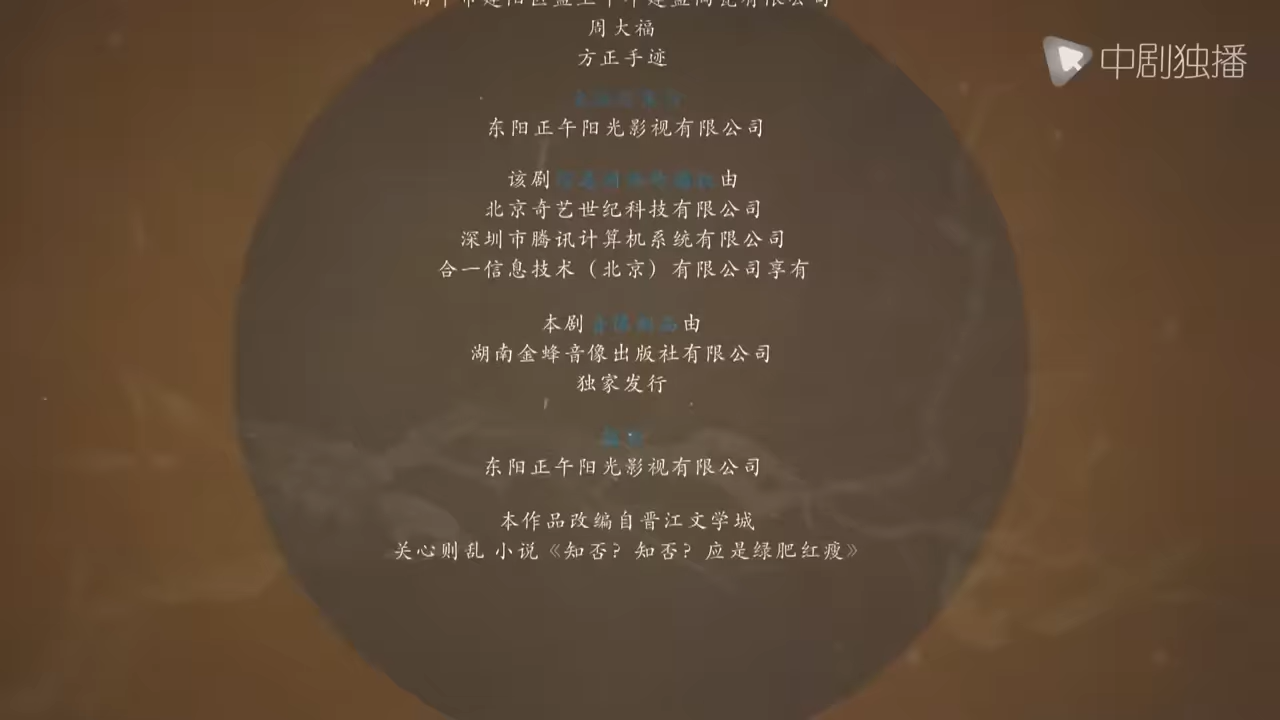 周大福
方正手迹
中剧独播
东阳正午阳光影视有限公司
该剧 由
北京奇艺世纪科技有限公司
深圳市腾讯计算机系统有限公司
合一信息技术（北京）有限公司享有
本剧 由
湖南金蜂音像出版社有限公司
独家发行
东阳正午阳光影视有限公司
本作品改编自晋江文学城
关心则乱 小说《知否？知否？应是绿肥红瘦》